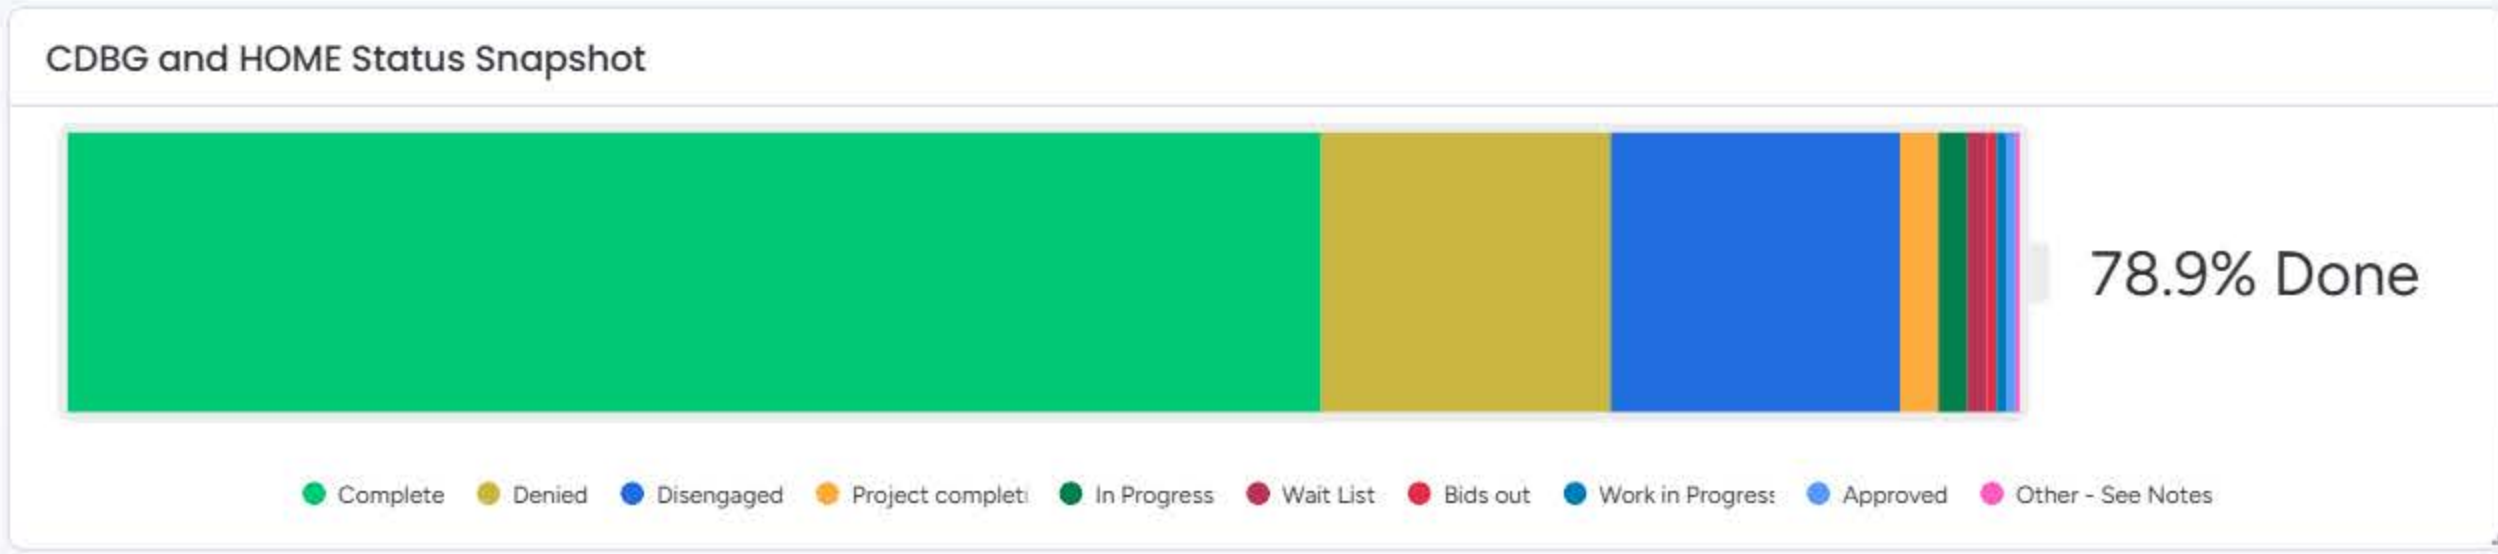 CDBG and HOME Status Snapshot
78.9% Done
Complete Denied Disengaged Project complet In Progress Wait List Bids out Work in Progress Approved Other - See Notes